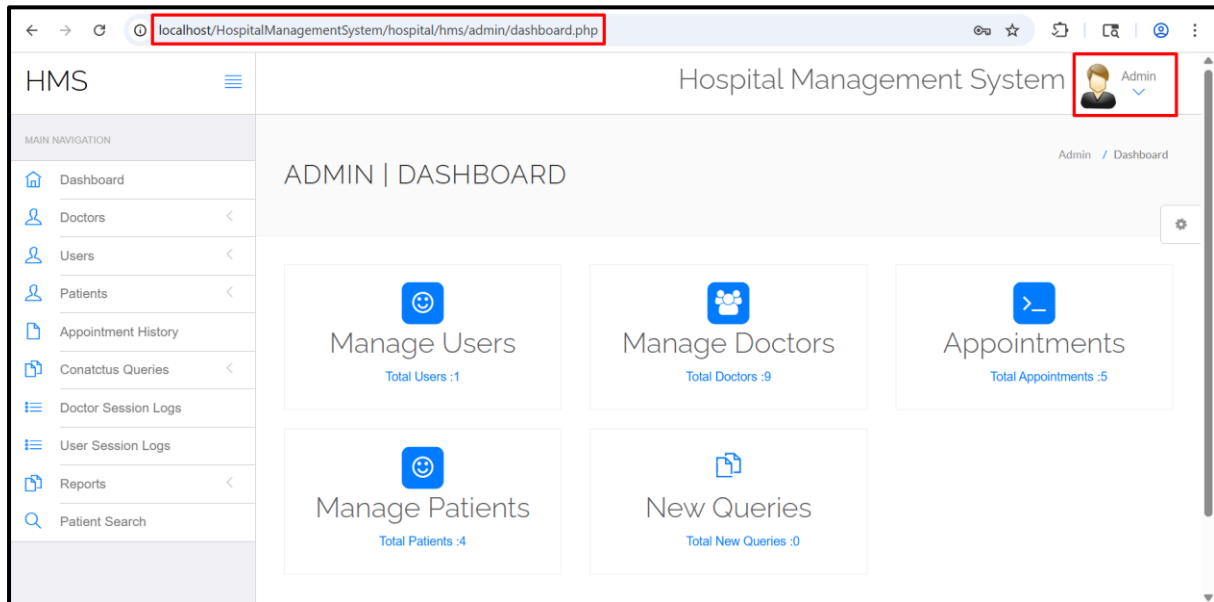 localhost/HospitalManagementSystem/hospital/hms/admin/dashboard.php
HMS
Hospital Management System
Admin
MAIN NAVIGATION
Dashboard
Doctors
Users
Patients
Appointment History
Conatctus Queries
Doctor Session Logs
User Session Logs
Reports
Patient Search
ADMIN | DASHBOARD
Admin / Dashboard
Manage Users
Total Users :1
Manage Doctors
Total Doctors :9
Appointments
Total Appointments :5
Manage Patients
Total Patients :4
New Queries
Total New Queries :0